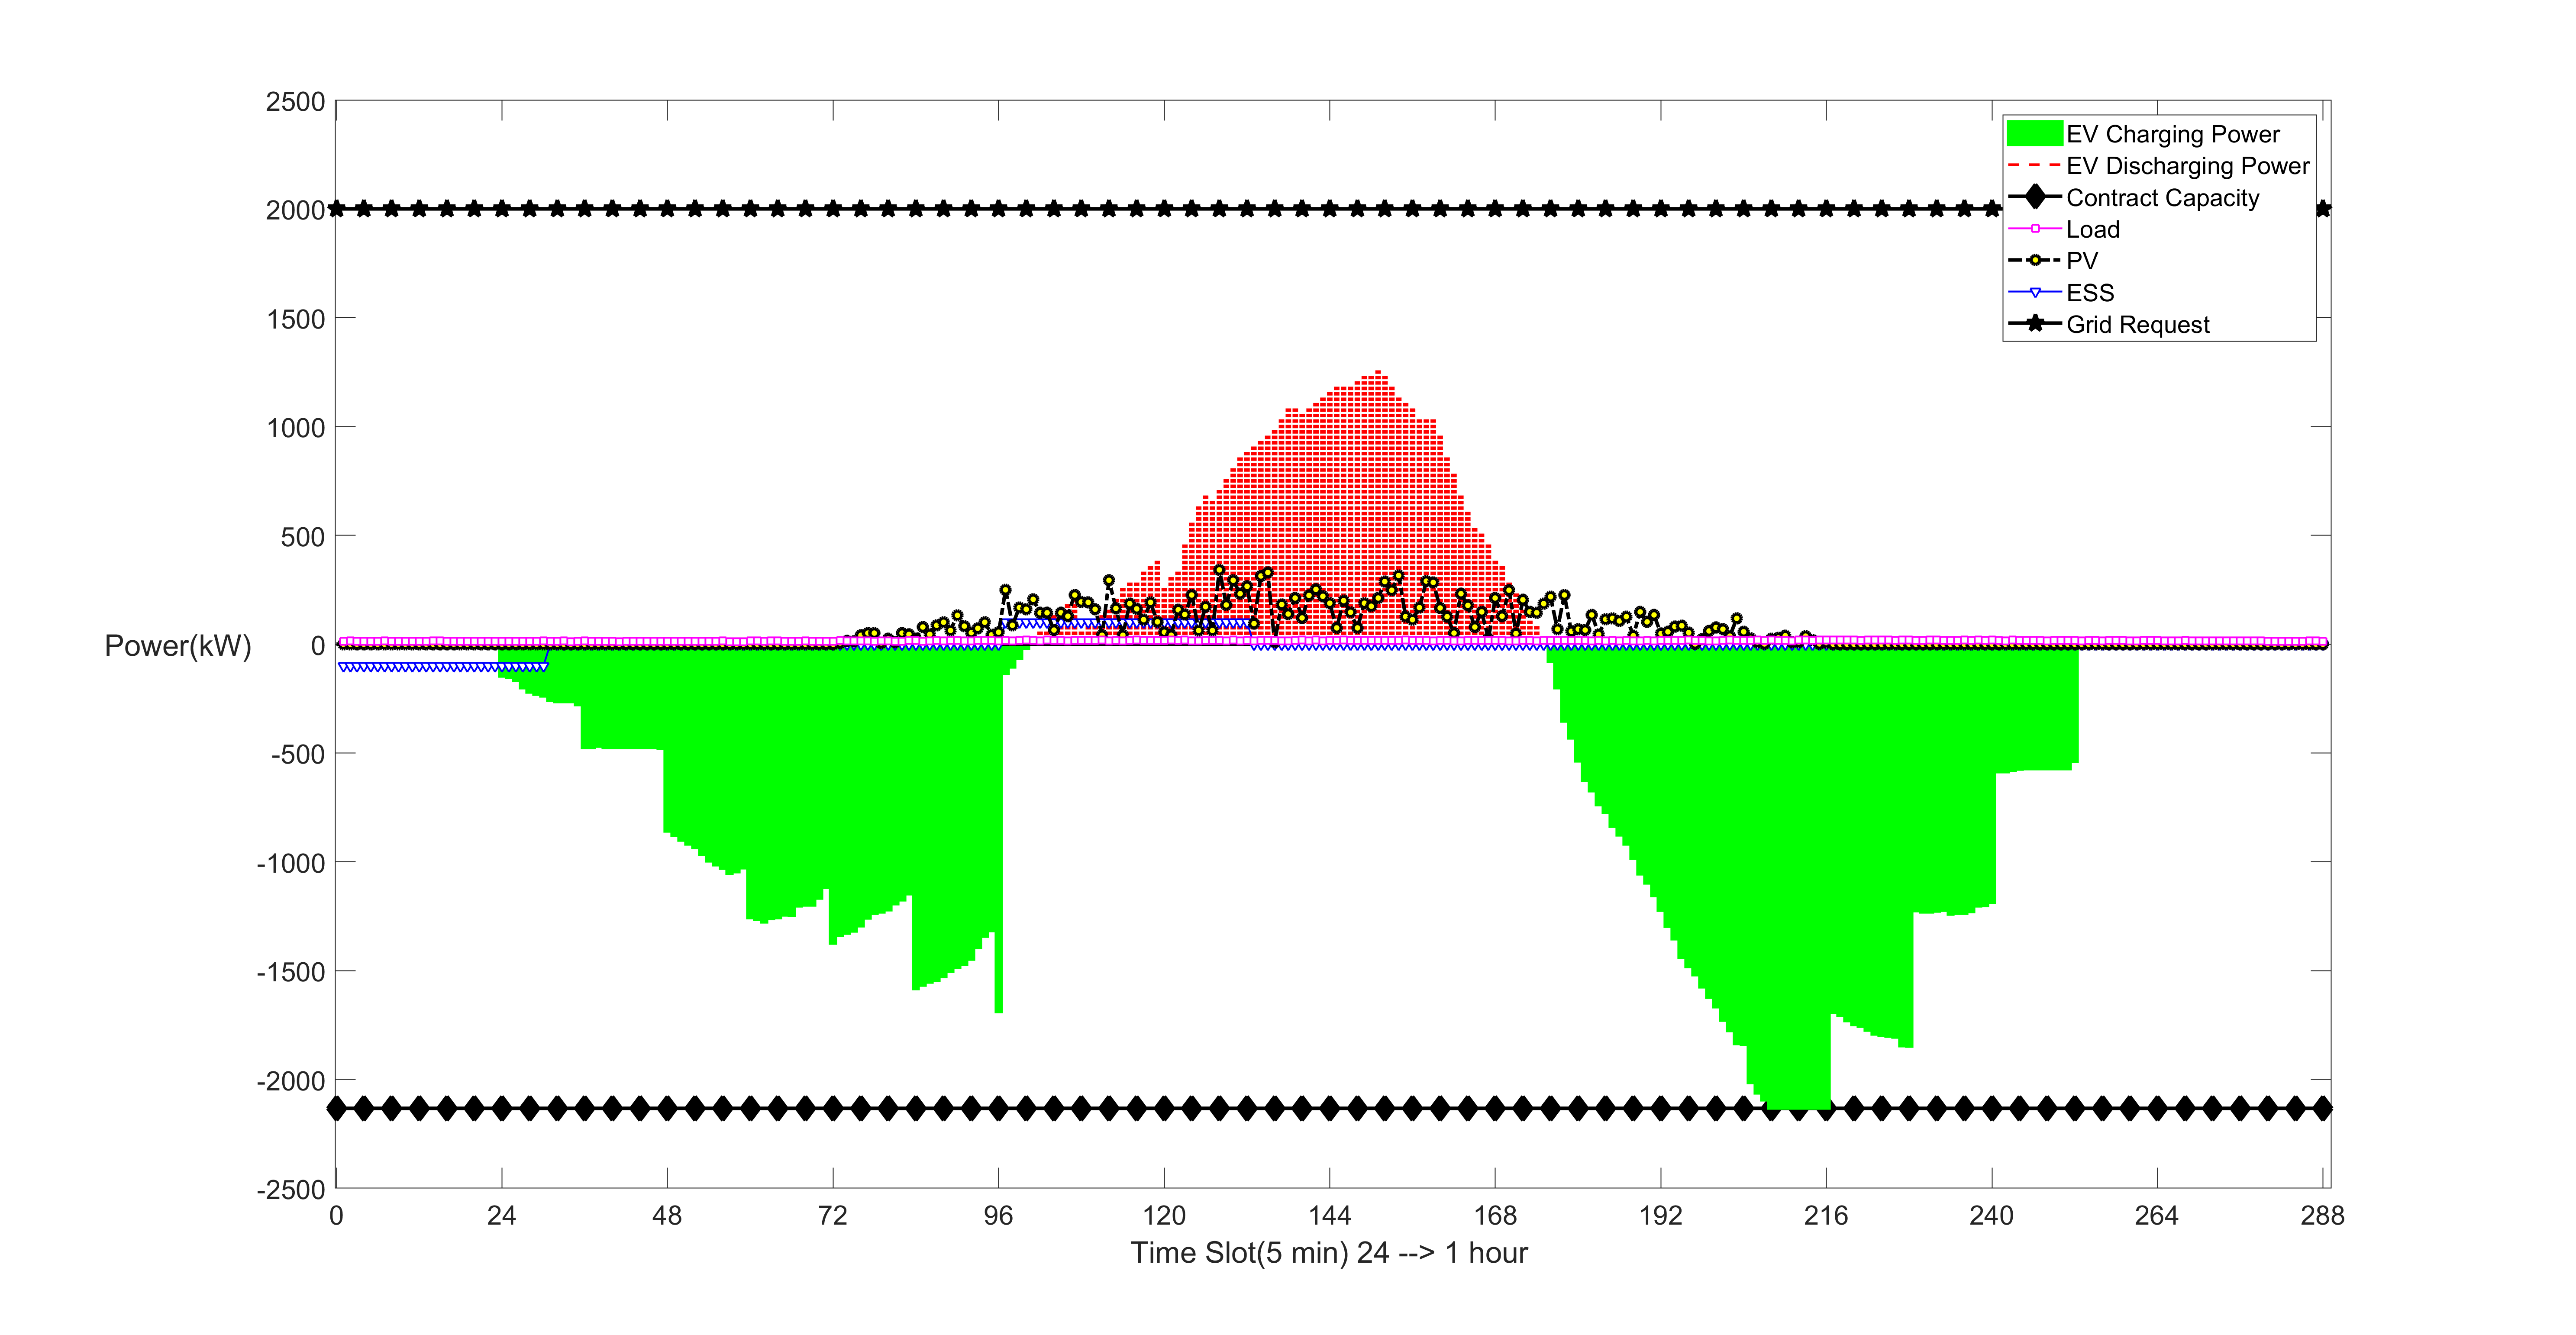 2500
2000
1500
1000
500
0
-500
-1000
-1500
-2000
-2500
Power(kW)
EV Charging Power
EV Discharging Power
Contract Capacity
Load
PV
ESS
Grid Request
0 24 48 72 96 120 144 168 192 216 240 264 288
Time Slot(5 min) 24 --> 1 hour